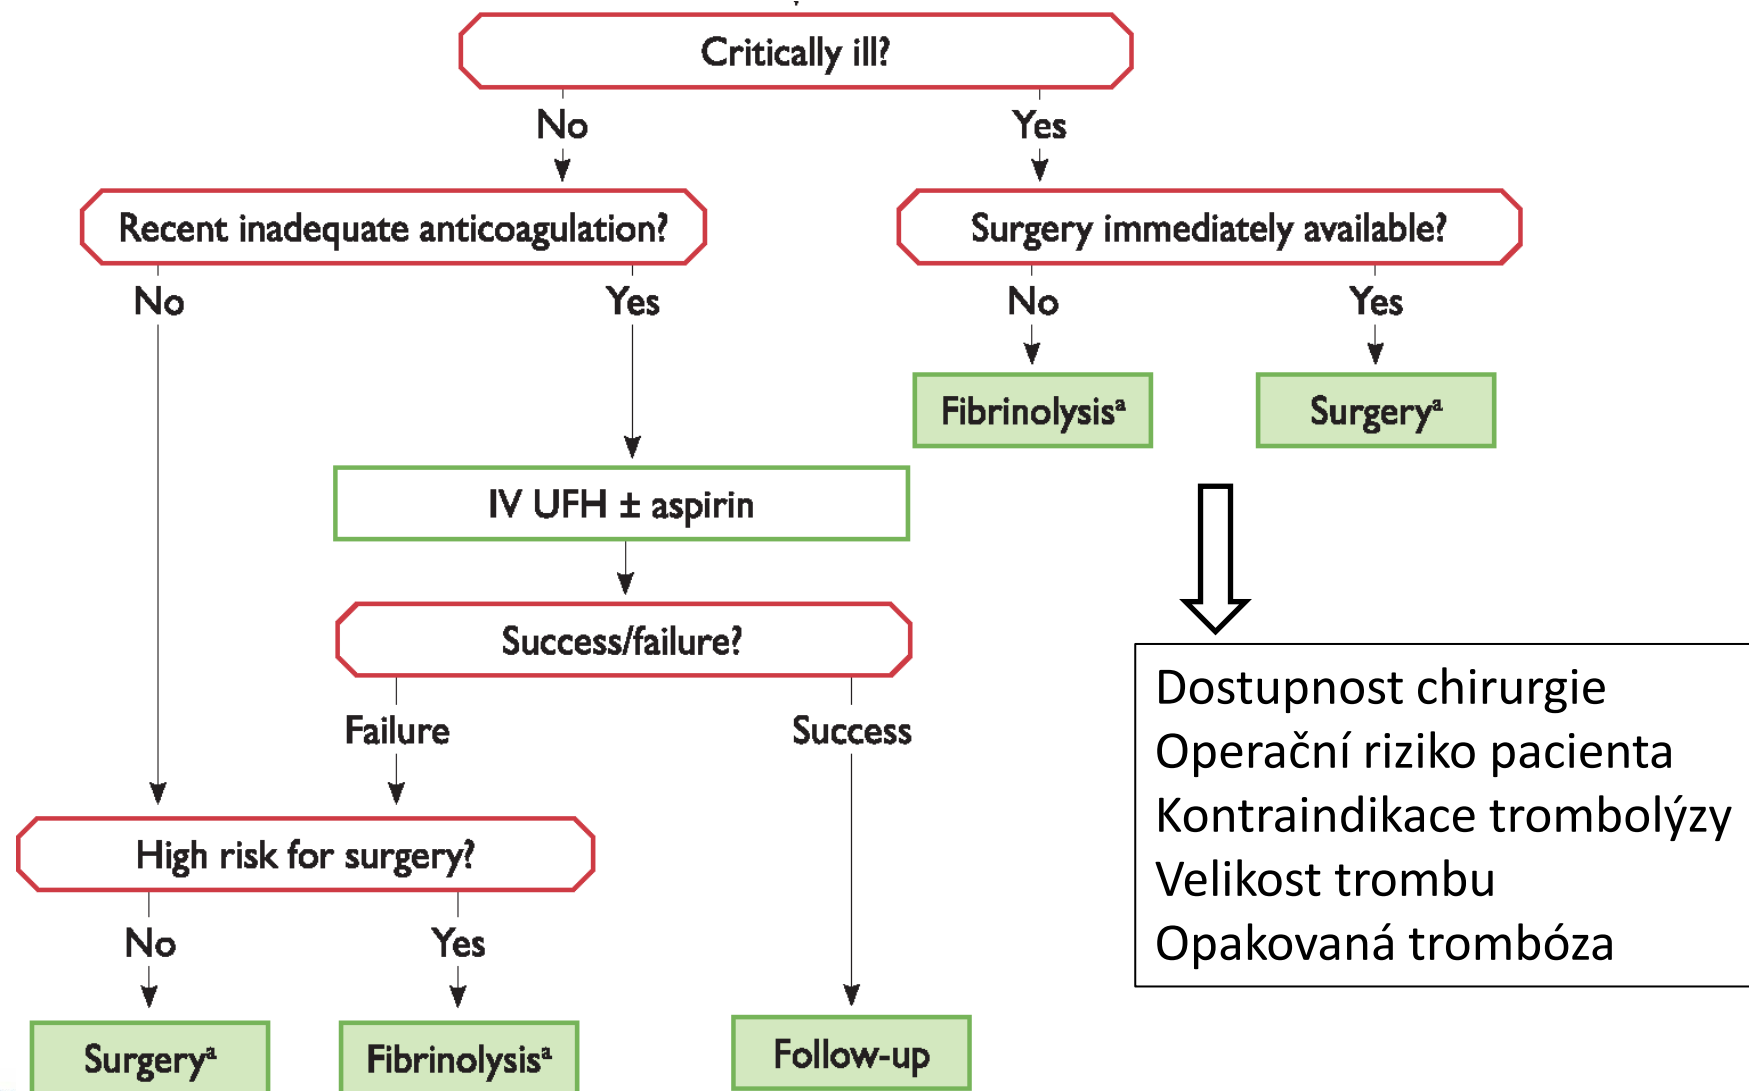 Critically ill?
No
Yes
Recent inadequate anticoagulation?
Surgery immediately available?
No
Yes
No
Yes
Fibrinolysisª
Surgeryª
IV UFH ± aspirin
Success/failure?
Failure
Success
Dostupnost chirurgie
Operační riziko pacienta
Kontraindikace trombolýzy
Velikost trombu
Opakovaná trombóza
High risk for surgery?
No
Yes
Surgeryª
Fibrinolysisª
Follow-up